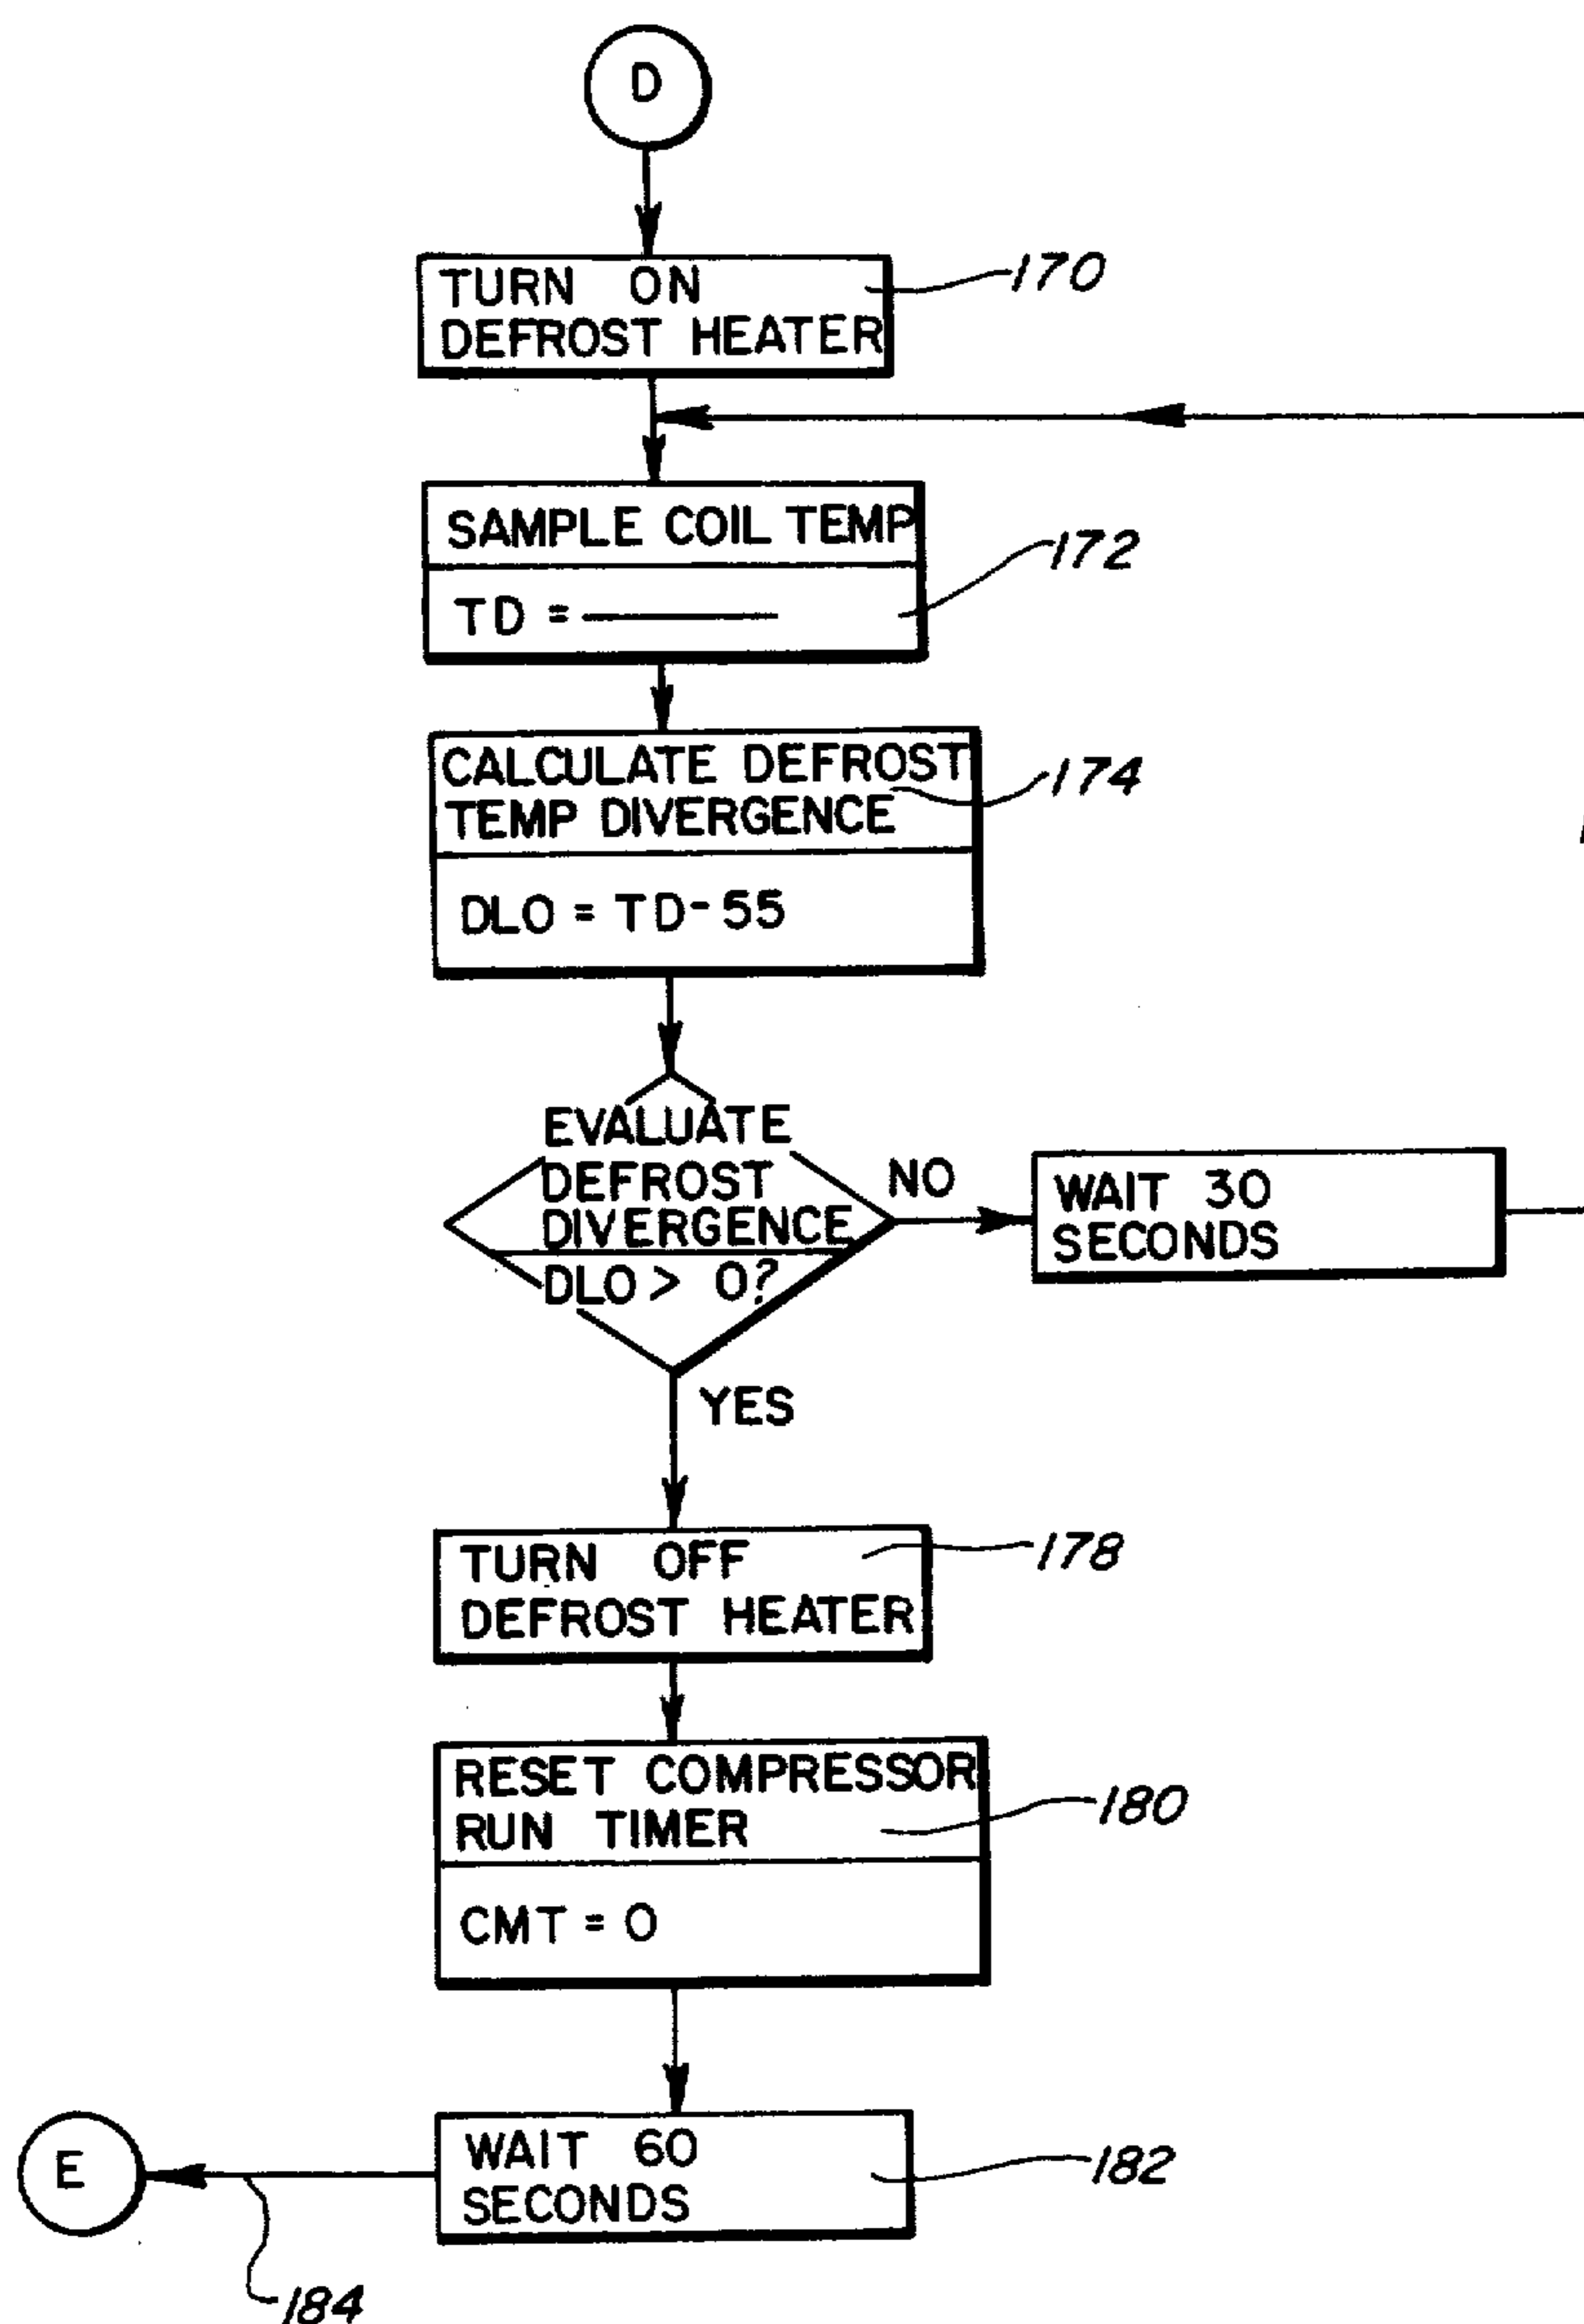 D
TURN ON
DEFROST HEATER
170
SAMPLE COIL TEMP
TD =
172
CALCULATE DEFROST
TEMP DIVERGENCE
174
DLO = TD-55
EVALUATE
DEFROST
DIVERGENCE
DLO > 0?
NO
WAIT 30
SECONDS
YES
TURN OFF
DEFROST HEATER
178
RESET COMPRESSOR
RUN TIMER
180
CMT = 0
WAIT 60
SECONDS
182
E
184